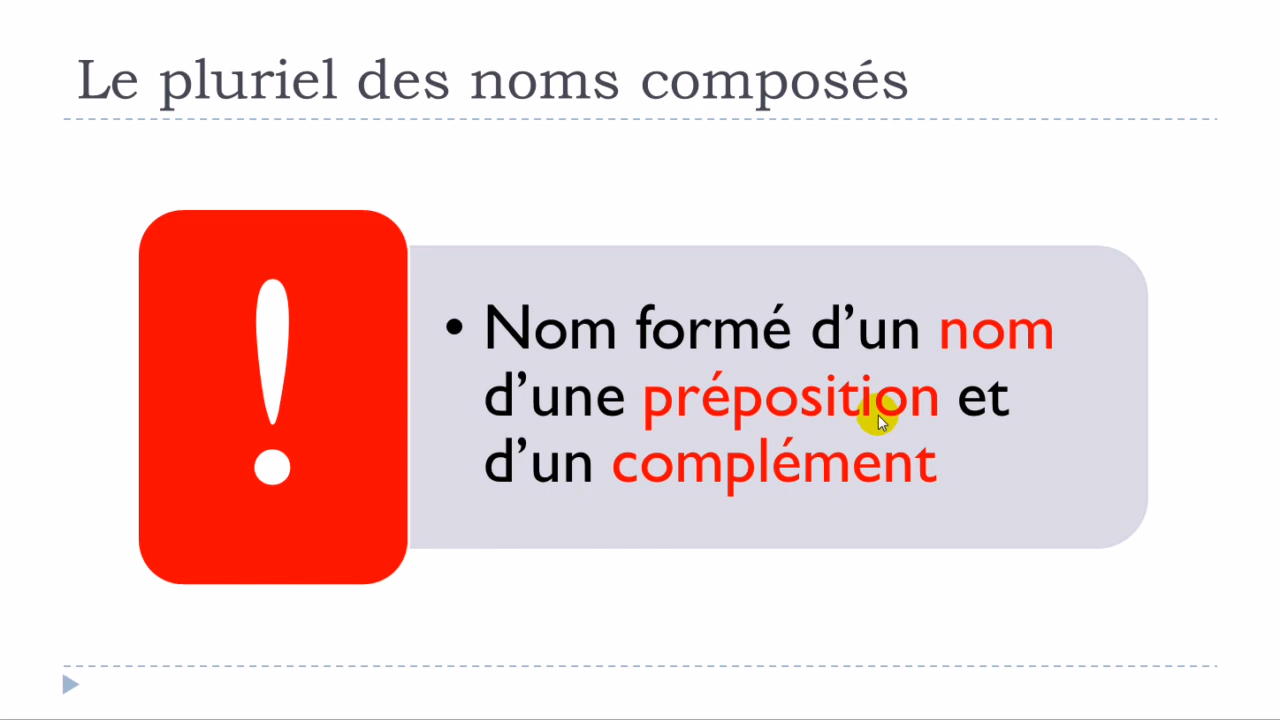 Le pluriel des noms composés
!
• Nom formé d’un nom
d’une préposition et
d’un complément